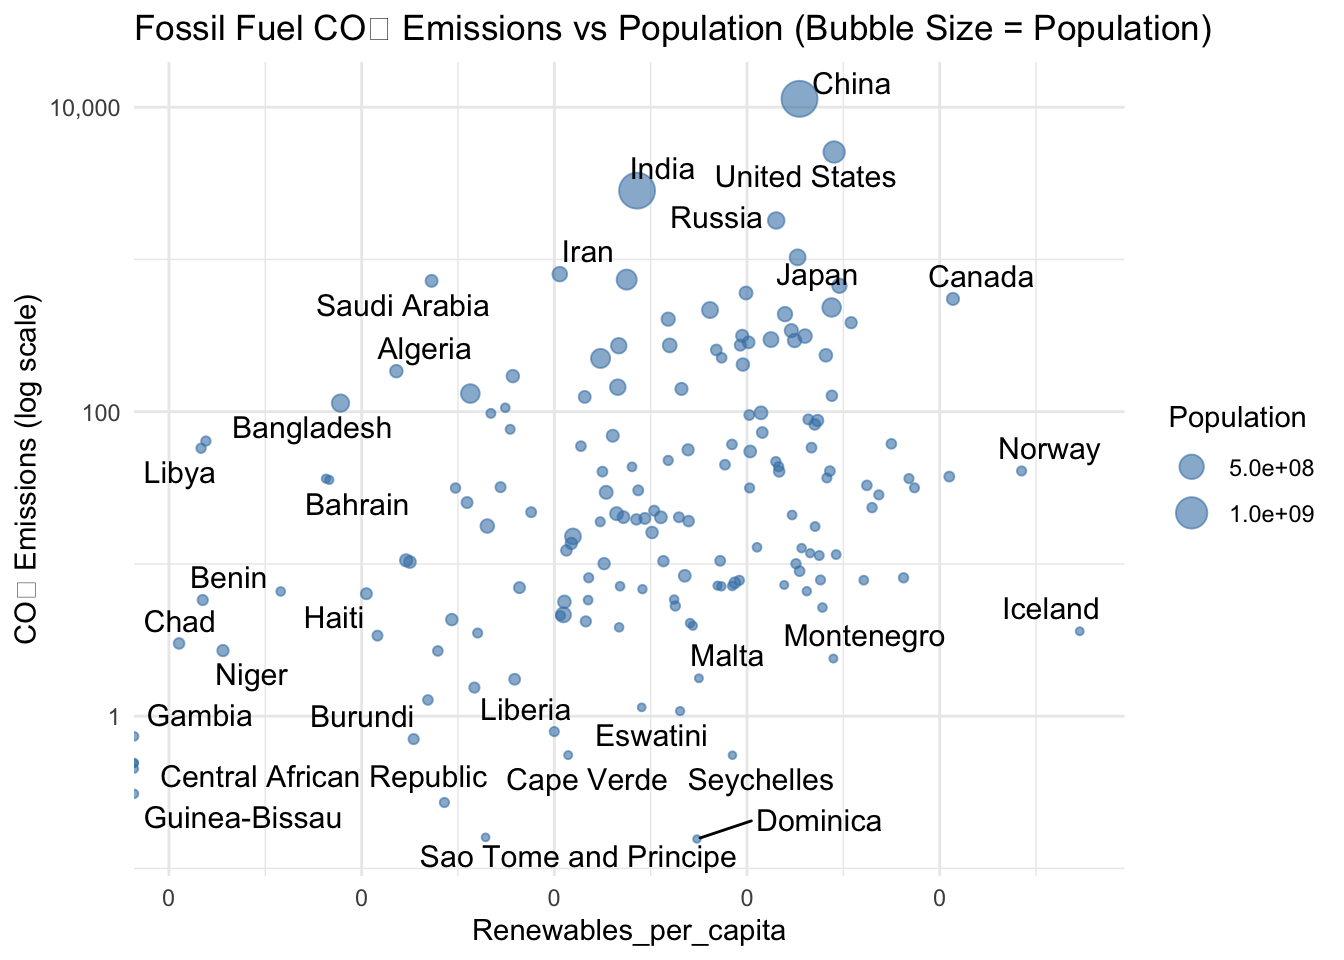 Fossil Fuel CO□ Emissions vs Population (Bubble Size = Population)
China
10,000
United States
India
Russia
Iran
Japan
Canada
Saudi Arabia
Algeria
100
Bangladesh
Population
Norway
Libya
5.0e+08
Bahrain
1.0e+09
CO□ Emissions (log scale)
Benin
Haiti
Chad
Iceland
Montenegro
Malta
Niger
1
Gambia
Burundi
Liberia
Eswatini
Central African Republic
Cape Verde
Seychelles
Guinea-Bissau
Dominica
Sao Tome and Principe
0 0 0 0 0
Renewables_per_capita